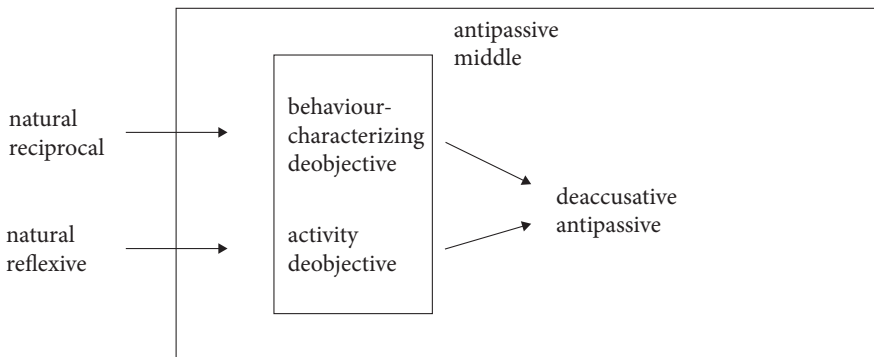 antipassive
middle
natural
reciprocal
behaviour-
characterizing
deobjective
deaccusative
antipassive
natural
reflexive
activity
deobjective